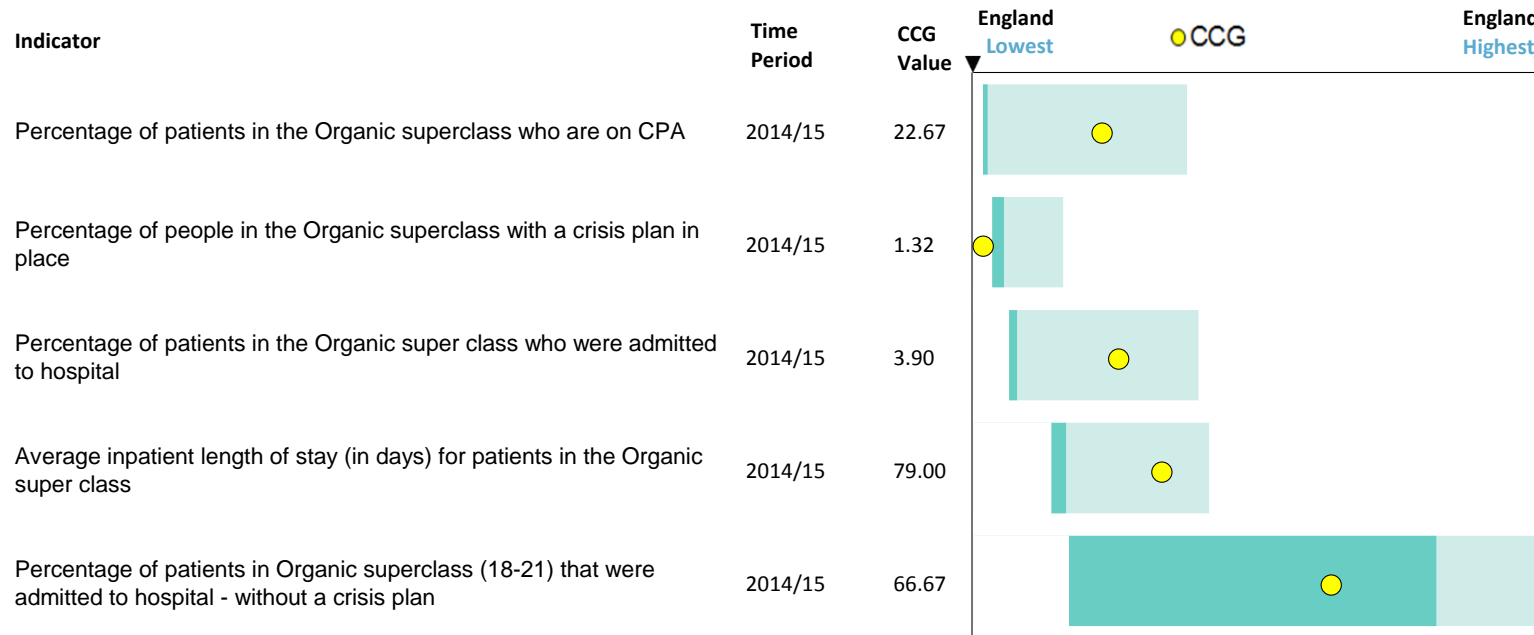 Indicator
Time Period
CCG Value
England Lowest
CCG
England Highest
Percentage of patients in the Organic superclass who are on CPA
2014/15
22.67
Percentage of people in the Organic superclass with a crisis plan in
place
2014/15
1.32
Percentage of patients in the Organic super class who were admitted
to hospital
2014/15
3.90
Average inpatient length of stay (in days) for patients in the Organic
super class
2014/15
79.00
Percentage of patients in Organic superclass (18-21) that were
admitted to hospital - without a crisis plan
2014/15
66.67